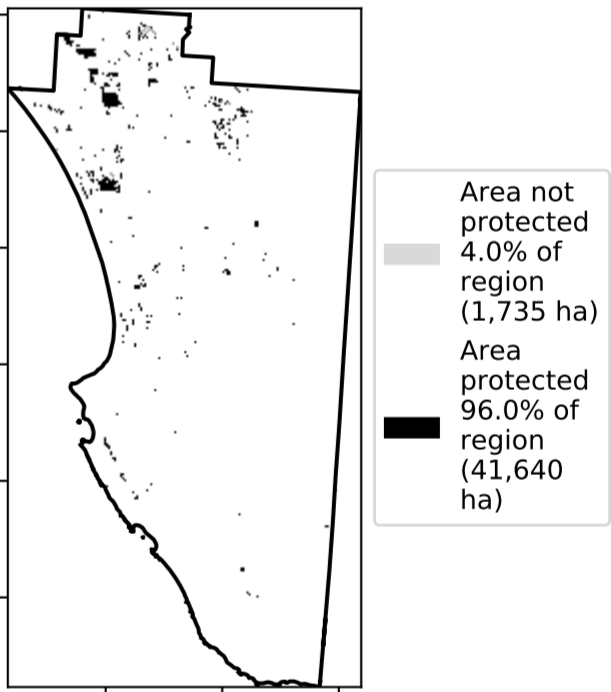 Area not
protected
4.0% of
region
(1,735 ha)
Area
protected
96.0% of
region
(41,640
ha)